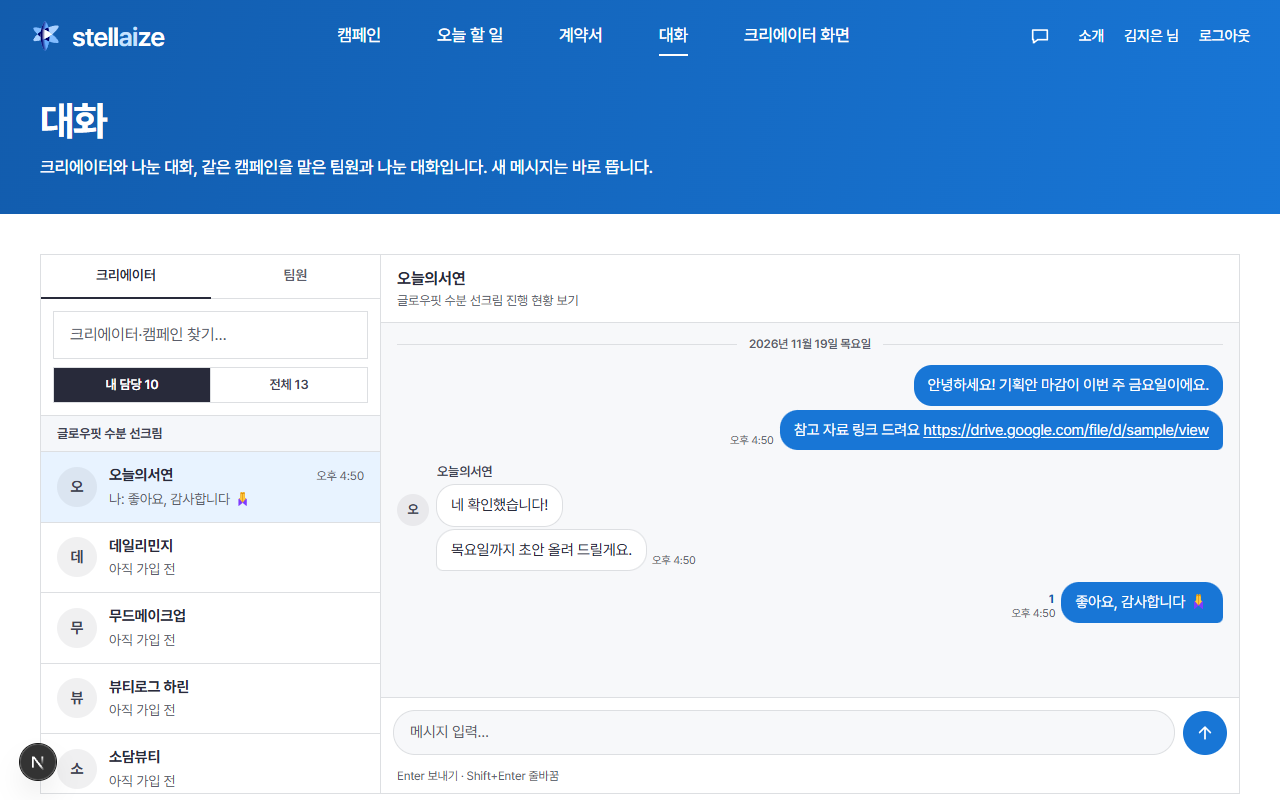 stellaize
캠페인
오늘 할 일
계약서
대화
크리에이터 화면
소개
김지은 님
로그아웃
대화
크리에이터와 나눈 대화, 같은 캠페인을 맡은 팀원과 나눈 대화입니다. 새 메시지는 바로 뜹니다.
크리에이터
팀원
크리에이터·캠페인 찾기...
내 담당 10
전체 13
글로우핏 수분 선크림
오
오늘의서연
오후 4:50
나: 좋아요, 감사합니다
데
데일리민지
아직 가입 전
무
무드메이크업
아직 가입 전
뷰
뷰티로그 하린
아직 가입 전
소
소담뷰티
아직 가입 전
N
오늘의서연
글로우핏 수분 선크림 진행 현황 보기
2026년 11월 19일 목요일
안녕하세요! 기획안 마감이 이번 주 금요일이에요.
참고 자료 링크 드려요 https://drive.google.com/file/d/sample/view
오후 4:50
오늘의서연
오
네 확인했습니다!
목요일까지 초안 올려 드릴게요.
오후 4:50
1
오후 4:50
좋아요, 감사합니다
메시지 입력...
Enter 보내기 · Shift+Enter 줄바꿈